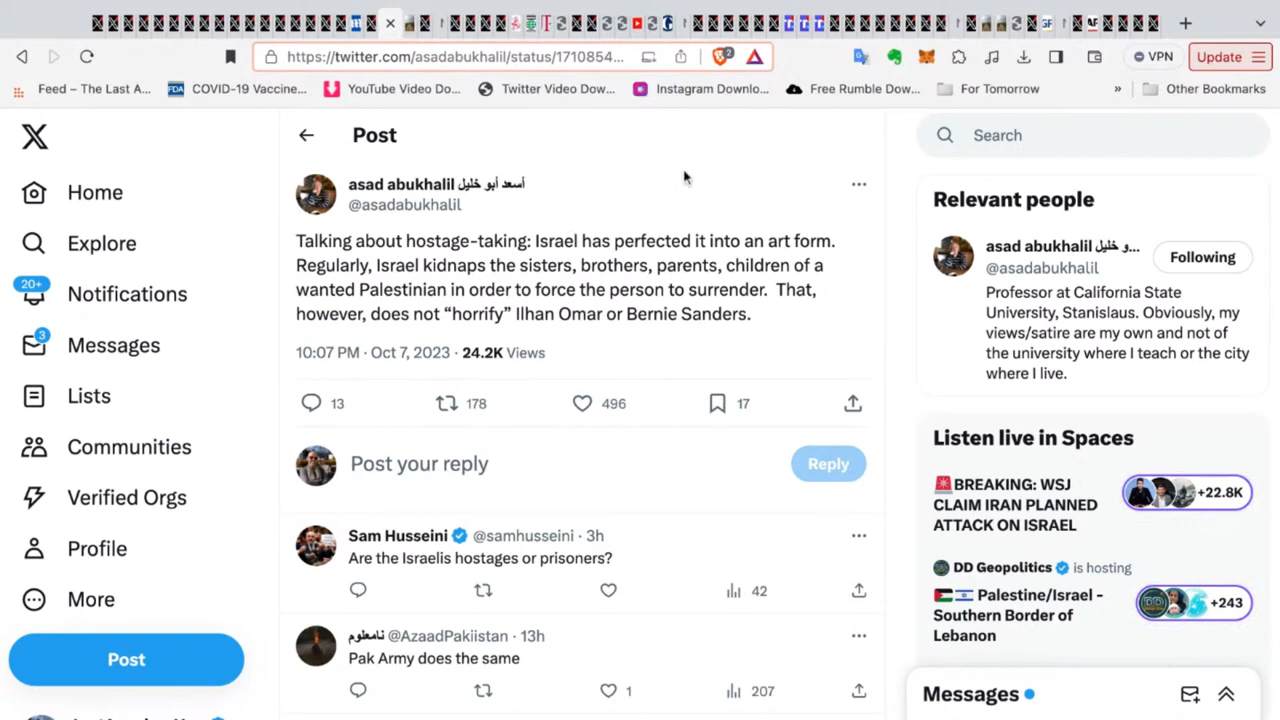 https://twitter.com/asadabukhalil/status/1710854...
2
VPN
Update
Feed – The Last A...
FDA
COVID-19 Vaccine...
YouTube Video Do...
Twitter Video Dow...
Instagram Downlo...
Free Rumble Dow...
For Tomorrow
»
Other Bookmarks
Home
Explore
20+
Notifications
3
Messages
Lists
Communities
Verified Orgs
Profile
More
Post
Post
asad abukhalil أسعد أبو خليل
@asadabukhalil
Talking about hostage-taking: Israel has perfected it into an art form.
Regularly, Israel kidnaps the sisters, brothers, parents, children of a
wanted Palestinian in order to force the person to surrender. That,
however, does not “horrify” Ilhan Omar or Bernie Sanders.
10:07 PM · Oct 7, 2023 · 24.2K Views
13 178 496 17
Post your reply
Reply
Sam Husseini @samhusseini · 3h
Are the Israelis hostages or prisoners?
42
نامعلوم @AzaadPakiistan · 13h
Pak Army does the same
1 207
Search
Relevant people
asad abukhalil و خليل...
@asadabukhalil
Following
Professor at California State
University, Stanislaus. Obviously, my
views/satire are my own and not of
the university where I teach or the city
where I live.
Listen live in Spaces
BREAKING: WSJ
CLAIM IRAN PLANNED
ATTACK ON ISRAEL
+22.8K
DD Geopolitics is hosting
Palestine/Israel -
Southern Border of
Lebanon
+243
Messages